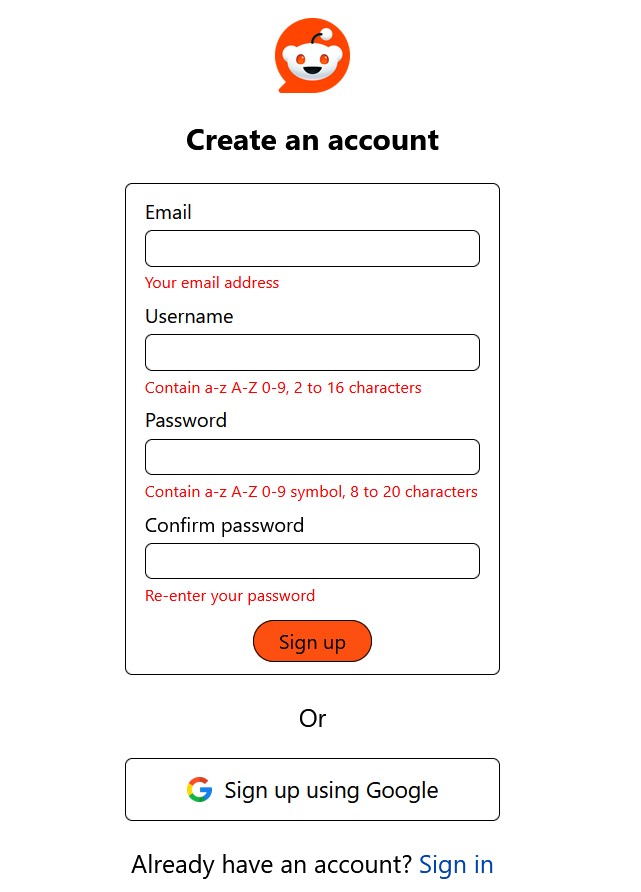 Create an account
Email
Your email address
Username
Contain a-z A-Z 0-9, 2 to 16 characters
Password
Contain a-z A-Z 0-9 symbol, 8 to 20 characters
Confirm password
Re-enter your password
Sign up
Or
Sign up using Google
Already have an account? Sign in